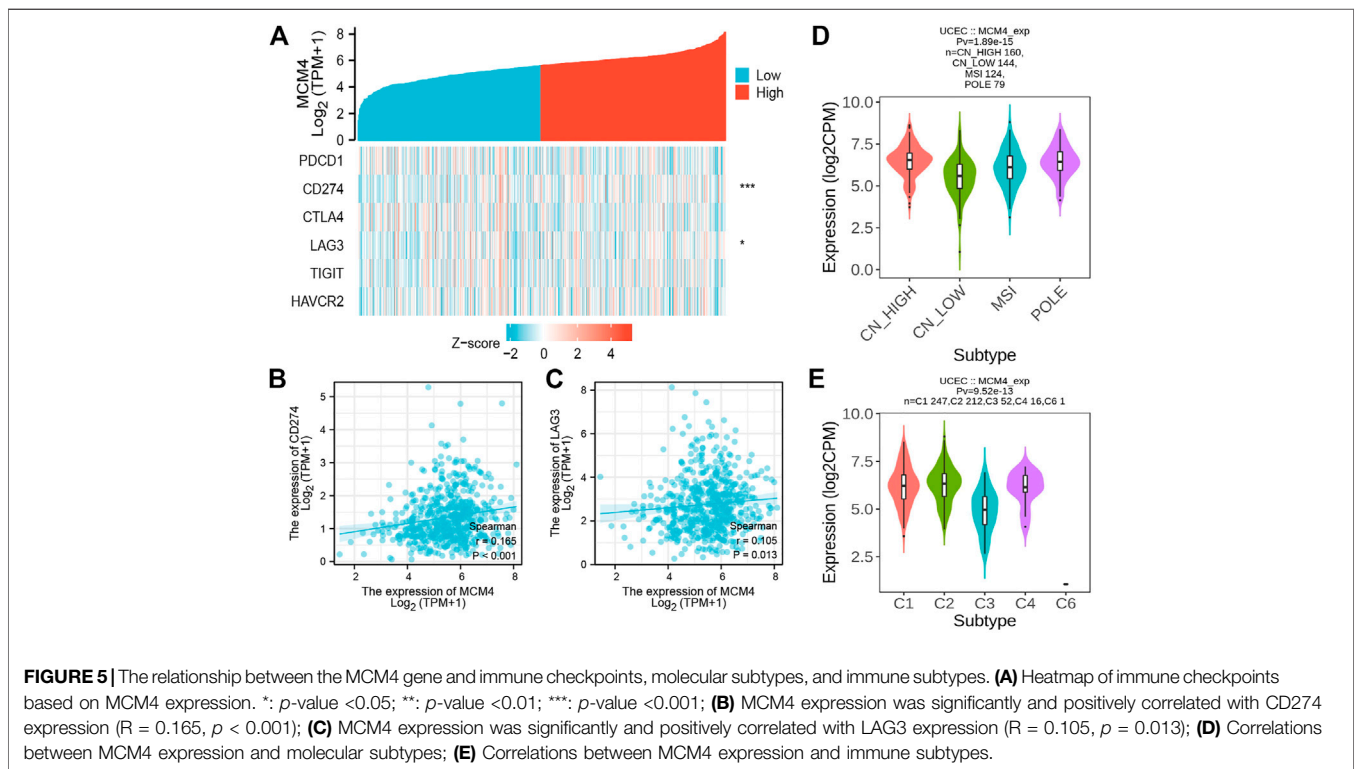 A
MCM4
Log2 (TPM+1)
8
6
4
2
0
Low
High
PDCD1
CD274
***
CTLA4
LAG3
*
TIGIT
HAVCR2
Z−score
−2 0 2 4
B
The expression of CD274
Log2 (TPM+1)
5
4
3
2
1
0
Spearman
r = 0.165
P < 0.001
2 4 6 8
The expression of MCM4
Log2 (TPM+1)
C
The expression of LAG3
Log2 (TPM+1)
8
6
4
2
0
Spearman
r = 0.105
P = 0.013
2 4 6 8
The expression of MCM4
Log2 (TPM+1)
D
UCEC :: MCM4_exp
Pv=1.89e-15
n=CN_HIGH 160,
CN_LOW 144,
MSI 124,
POLE 79
Expression (log2CPM)
10.0
7.5
5.0
2.5
0.0
CN_HIGH CN_LOW MSI POLE
Subtype
E
UCEC :: MCM4_exp
Pv=9.52e-13
n=C1 247,C2 212,C3 52,C4 16,C6 1
Expression (log2CPM)
10.0
7.5
5.0
2.5
C1 C2 C3 C4 C6
Subtype
FIGURE 5 | The relationship between the MCM4 gene and immune checkpoints, molecular subtypes, and immune subtypes. (A) Heatmap of immune checkpoints
based on MCM4 expression. *: p-value <0.05; **: p-value <0.01; ***: p-value <0.001; (B) MCM4 expression was significantly and positively correlated with CD274
expression (R = 0.165, p < 0.001); (C) MCM4 expression was significantly and positively correlated with LAG3 expression (R = 0.105, p = 0.013); (D) Correlations
between MCM4 expression and molecular subtypes; (E) Correlations between MCM4 expression and immune subtypes.